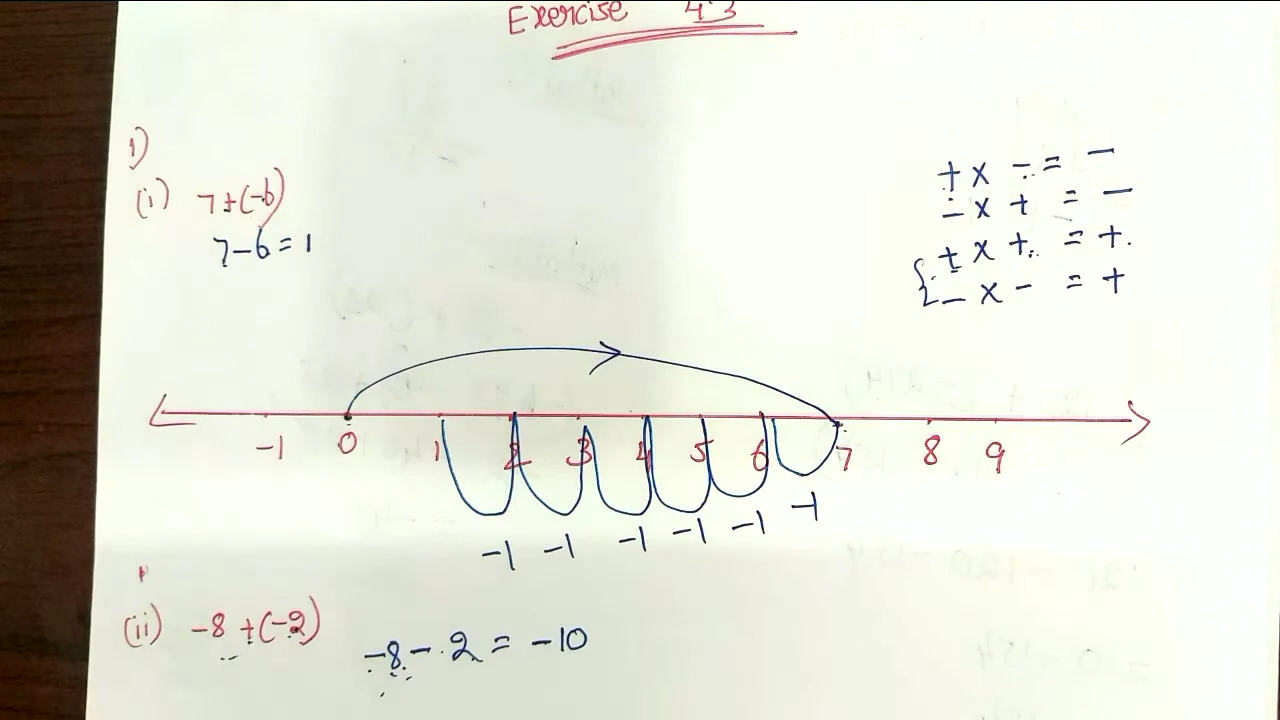 Exercise 4.3
1)
(i) 7+(-6)
7-6=1
+ x - = -
- x + = -
+ x + = +
- x - = +
-1 0 1 2 3 4 5 6 7 8 9
-1 -1 -1 -1 -1 -1
(ii) -8 +(-2)
-8-2 = -10